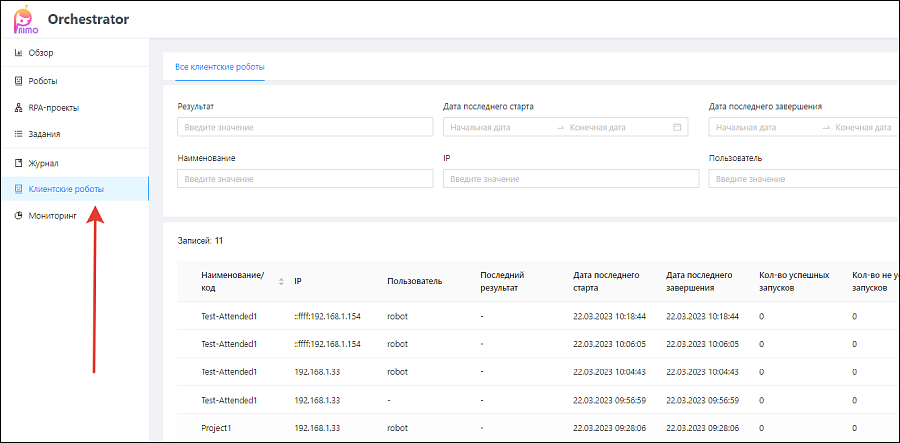 PRIMO
Orchestrator
Обзор
Роботы
RPA-проекты
Задания
Журнал
Клиентские роботы
Мониторинг
Все клиентские роботы
Результат Дата последнего старта Дата последнего завершения
Введите значение Начальная дата → Конечная дата Начальная дата → Конечная дата
Наименование IP Пользователь
Введите значение Введите значение Введите значение
Записей: 11
Наименование/ IP Пользователь Последний Дата последнего Дата последнего Кол-во успешных Кол-во не у
код результат старта завершения запусков запусков
Test-Attended1 ::ffff:192.168.1.154 robot - 22.03.2023 10:18:44 22.03.2023 10:18:44 0 0
Test-Attended1 ::ffff:192.168.1.154 robot - 22.03.2023 10:06:05 22.03.2023 10:06:05 0 0
Test-Attended1 192.168.1.33 robot - 22.03.2023 10:04:43 22.03.2023 10:04:43 0 0
Test-Attended1 192.168.1.33 - - 22.03.2023 09:56:59 22.03.2023 09:56:59 0 0
Project1 192.168.1.33 robot - 22.03.2023 09:28:06 22.03.2023 09:28:06 0 0